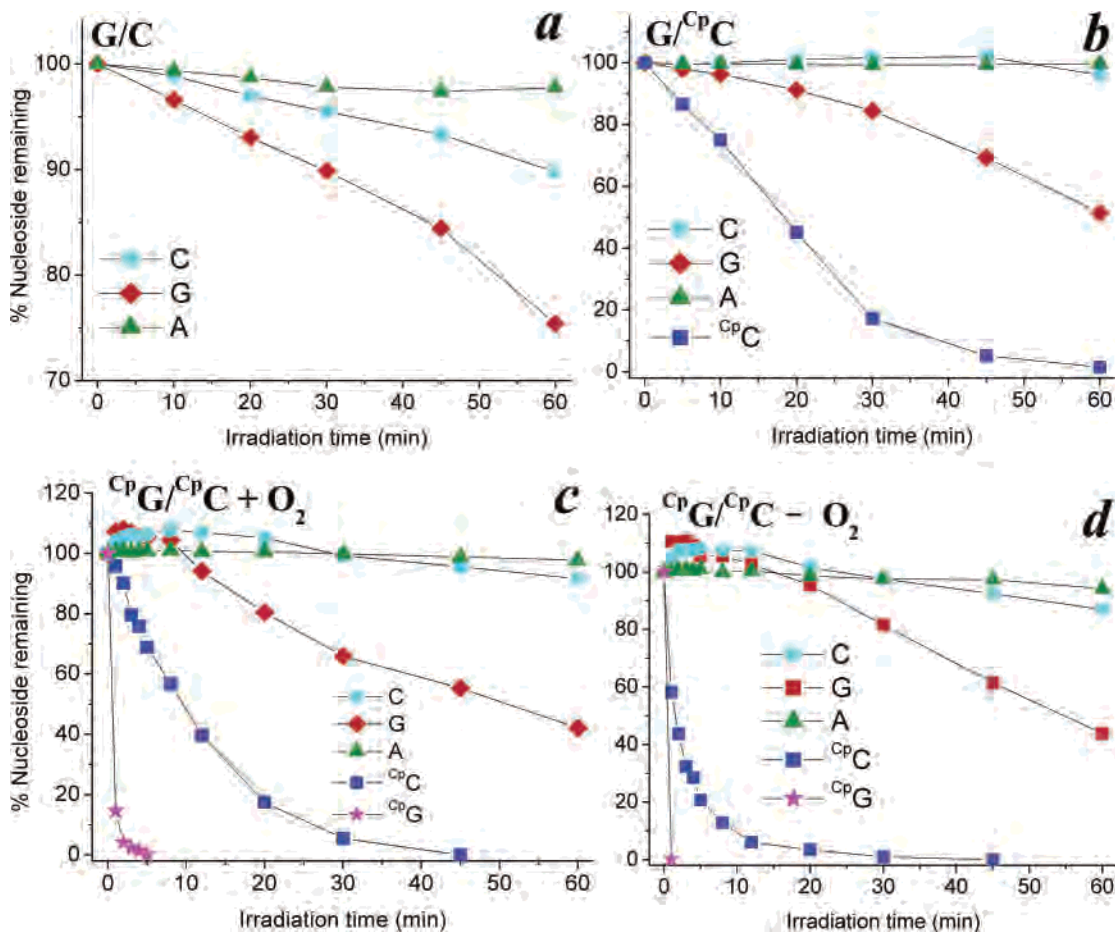 G/C
a
% Nucleoside remaining
100
90
80
70
C
G
A
0 10 20 30 40 50 60
Irradiation time (min)
G/CpC
b
100
80
60
40
20
0
C
G
A
CpC
0 10 20 30 40 50 60
Irradiation time (min)
CpG/CpC + O2
c
% Nucleoside remaining
120
100
80
60
40
20
0
C
G
A
CpC
CpG
0 10 20 30 40 50 60
Irradiation time (min)
CpG/CpC − O2
d
120
100
80
60
40
20
0
C
G
A
CpC
CpG
0 10 20 30 40 50 60
Irradiation time (min)